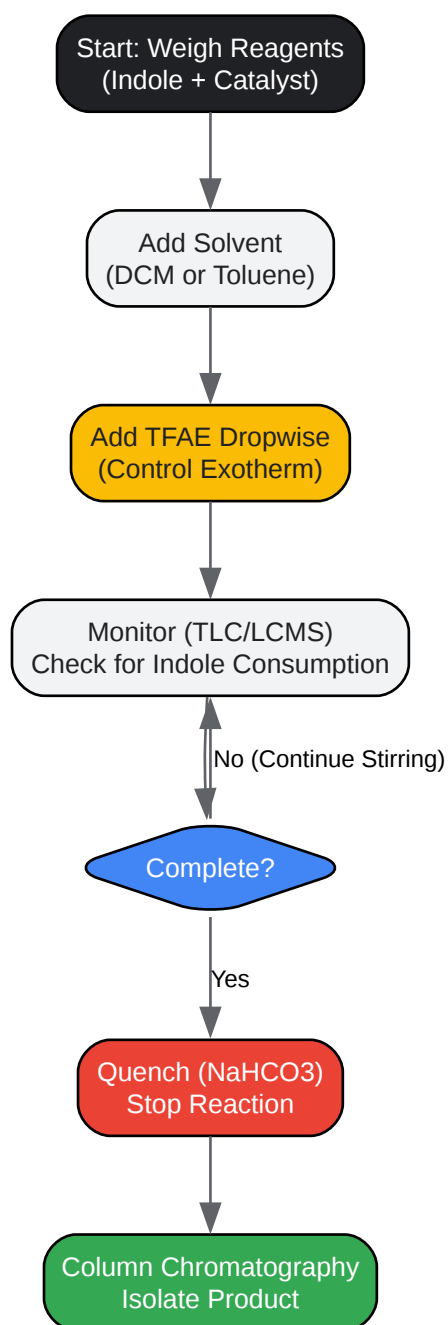 Start: Weigh Reagents
(Indole + Catalyst)
Add Solvent
(DCM or Toluene)
Add TFAE Dropwise
(Control Exotherm)
Monitor (TLC/LCMS)
Check for Indole Consumption
No (Continue Stirring)
Complete?
Yes
Quench (NaHCO3)
Stop Reaction
Column Chromatography
Isolate Product